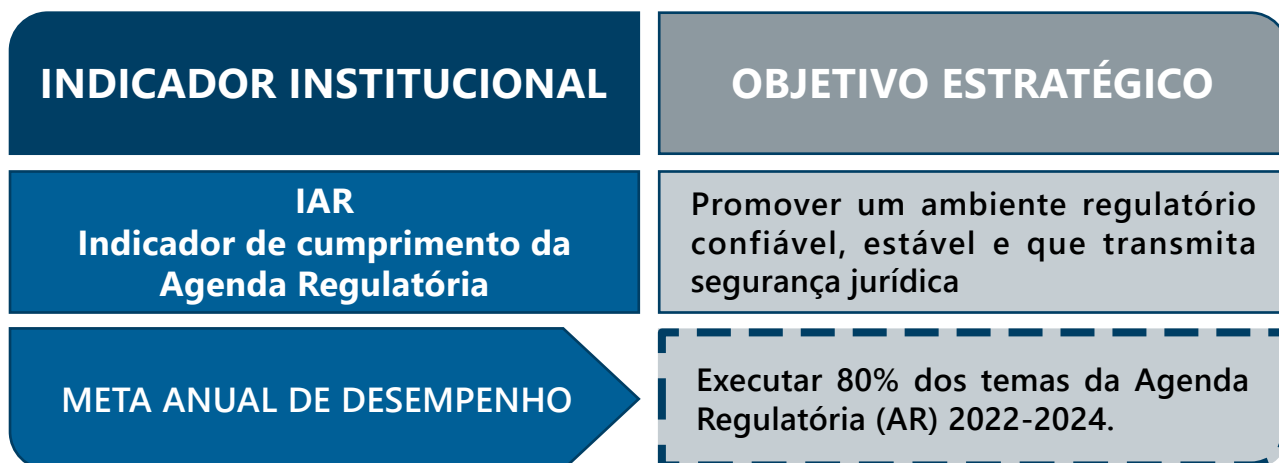 INDICADOR INSTITUCIONAL
OBJETIVO ESTRATÉGICO
IAR
Indicador de cumprimento da
Agenda Regulatória
Promover um ambiente regulatório
confiável, estável e que transmita
segurança jurídica
META ANUAL DE DESEMPENHO
Executar 80% dos temas da Agenda
Regulatória (AR) 2022-2024.